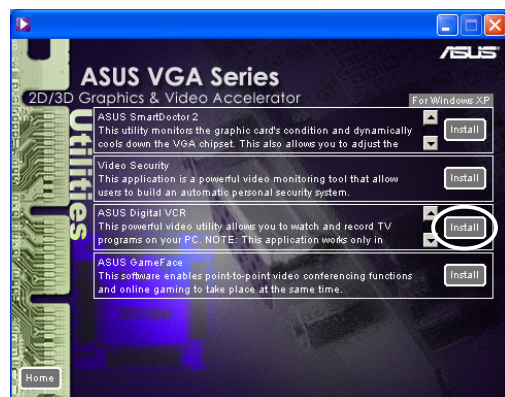 ASUS
ASUS VGA Series
2D/3D Graphics & Video Accelerator
For Windows XP
Utilities
ASUS SmartDoctor 2
This utility monitors the graphic card's condition and dynamically
cools down the VGA chipset. This also allows you to adjust the
Install
Video Security
This application is a powerful video monitoring tool that allow
users to build an automatic personal security system.
Install
ASUS Digital VCR
This powerful video utility allows you to watch and record TV
programs on your PC. NOTE: This application works only in
Install
ASUS GameFace
This software enables point-to-point video conferencing functions
and online gaming to take place at the same time.
Install
Home